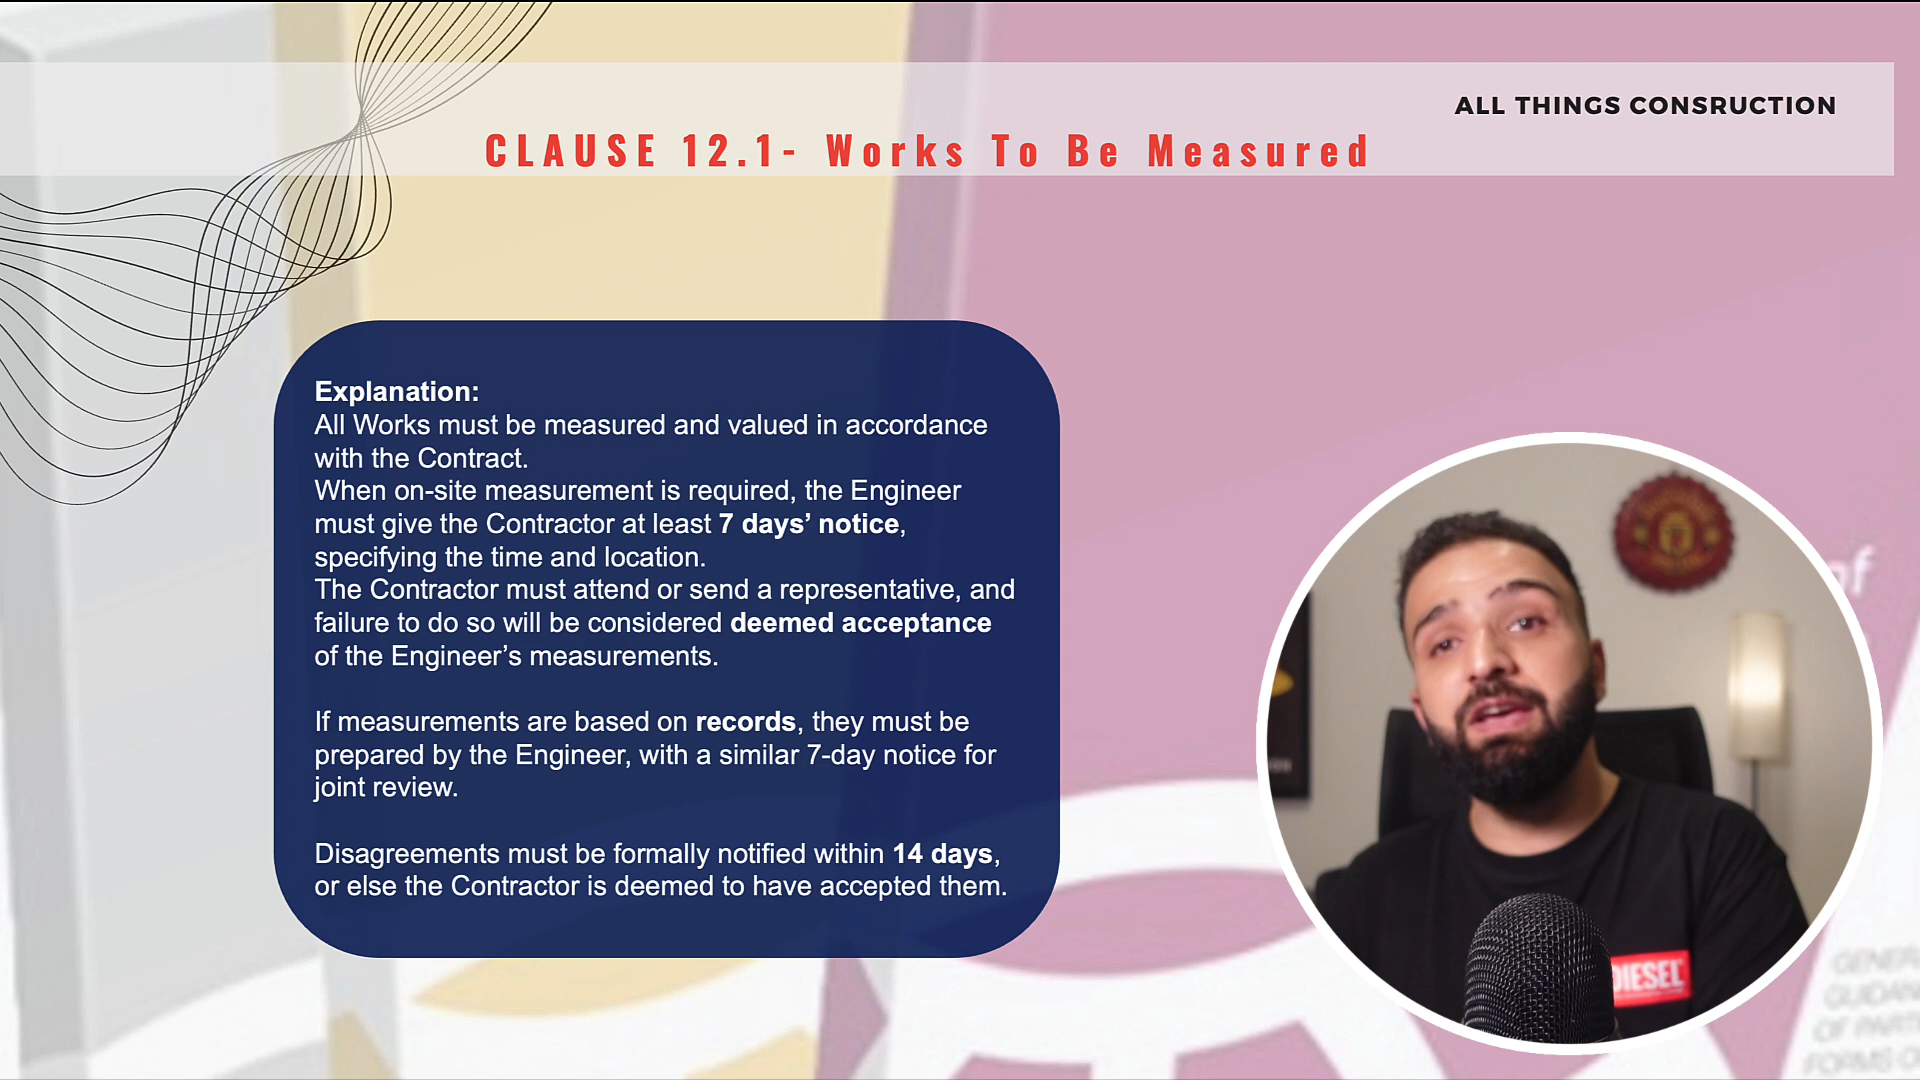 ALL THINGS CONSRUCTION
CLAUSE 12.1- Works To Be Measured
Explanation:
All Works must be measured and valued in accordance
with the Contract.
When on-site measurement is required, the Engineer
must give the Contractor at least 7 days’ notice,
specifying the time and location.
The Contractor must attend or send a representative, and
failure to do so will be considered deemed acceptance
of the Engineer’s measurements.
If measurements are based on records, they must be
prepared by the Engineer, with a similar 7-day notice for
joint review.
Disagreements must be formally notified within 14 days,
or else the Contractor is deemed to have accepted them.
of
DIESEL